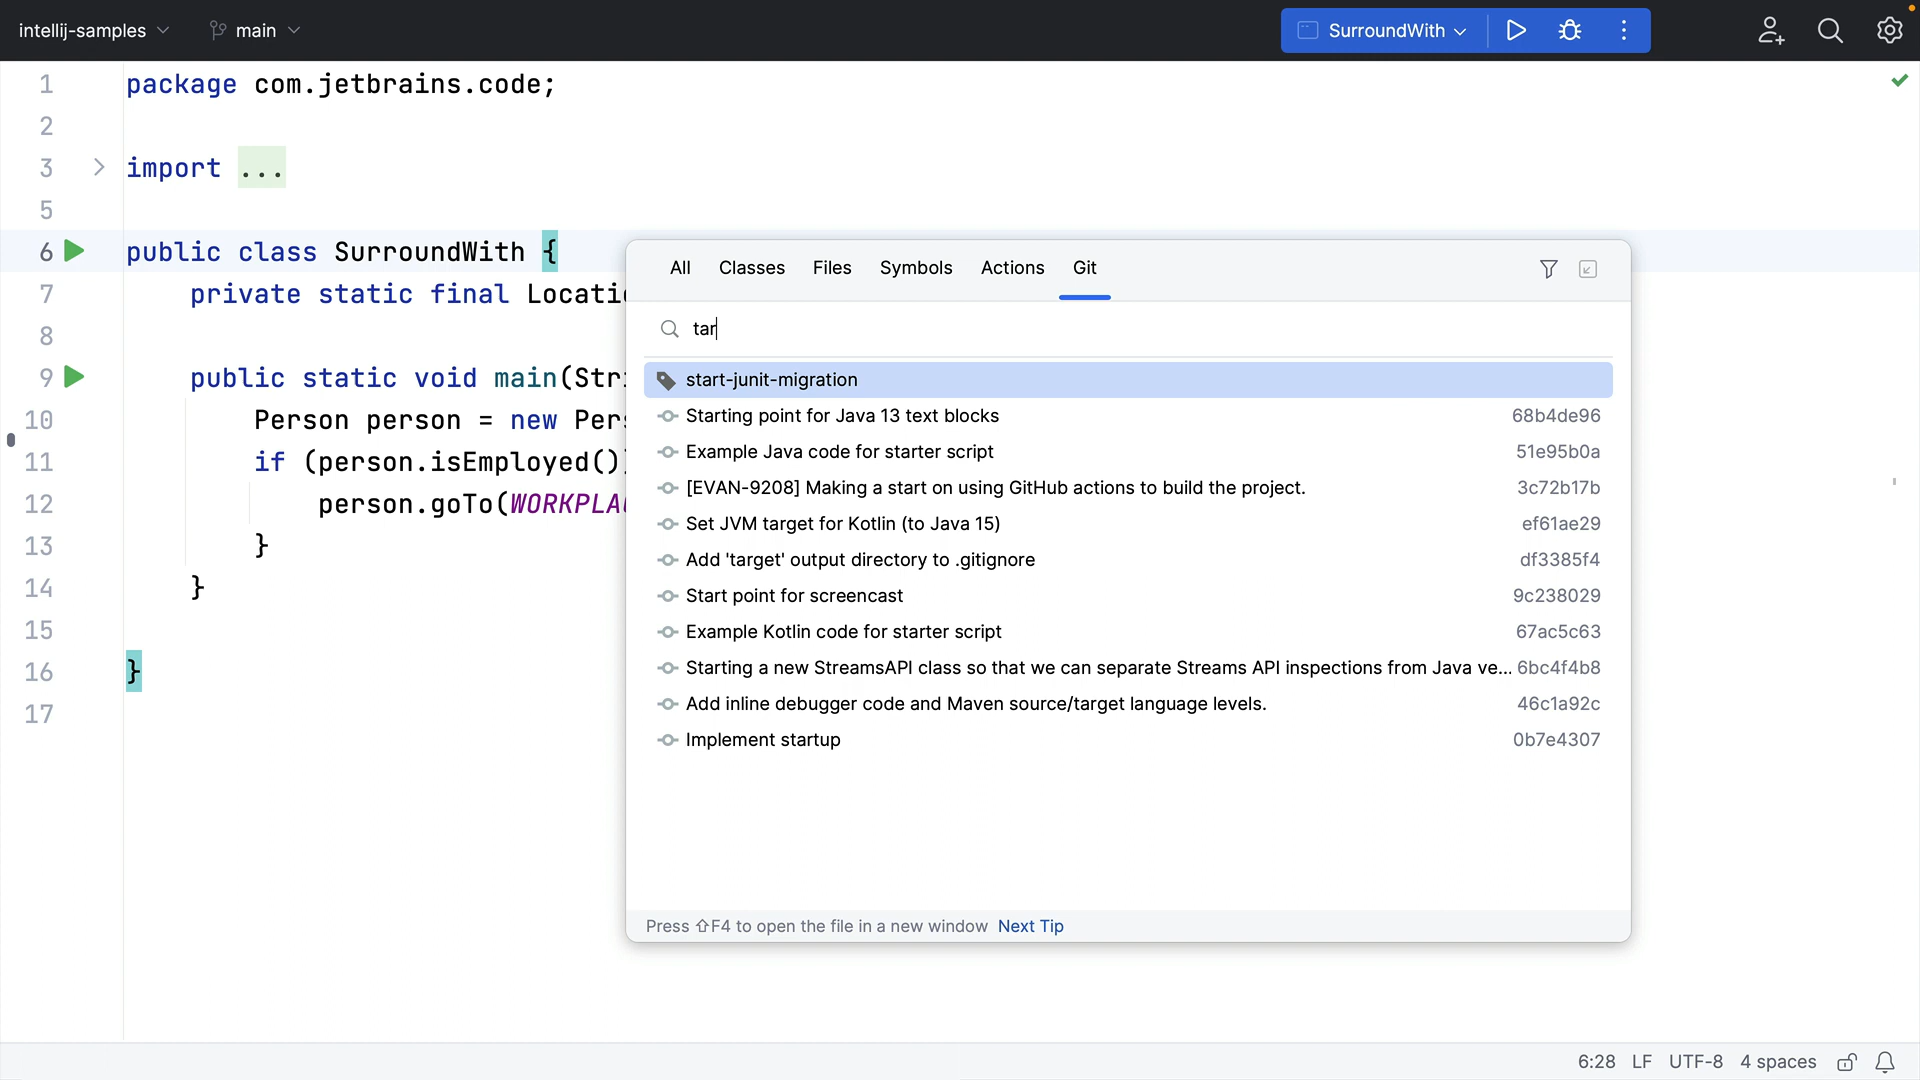 intellij-samples main SurroundWith
1 package com.jetbrains.code;
2
3 import ...
5
6 public class SurroundWith {
7 private static final Locatio
8
9 public static void main(Stri
10 Person person = new Pers
11 if (person.isEmployed()
12 person.goTo(WORKPLA
13 }
14 }
15
16 }
17
All Classes Files Symbols Actions Git
tar
start-junit-migration
Starting point for Java 13 text blocks 68b4de96
Example Java code for starter script 51e95b0a
[EVAN-9208] Making a start on using GitHub actions to build the project. 3c72b17b
Set JVM target for Kotlin (to Java 15) ef61ae29
Add 'target' output directory to .gitignore df3385f4
Start point for screencast 9c238029
Example Kotlin code for starter script 67ac5c63
Starting a new StreamsAPI class so that we can separate Streams API inspections from Java ve... 6bc4f4b8
Add inline debugger code and Maven source/target language levels. 46c1a92c
Implement startup 0b7e4307
Press ⇧F4 to open the file in a new window Next Tip
6:28 LF UTF-8 4 spaces